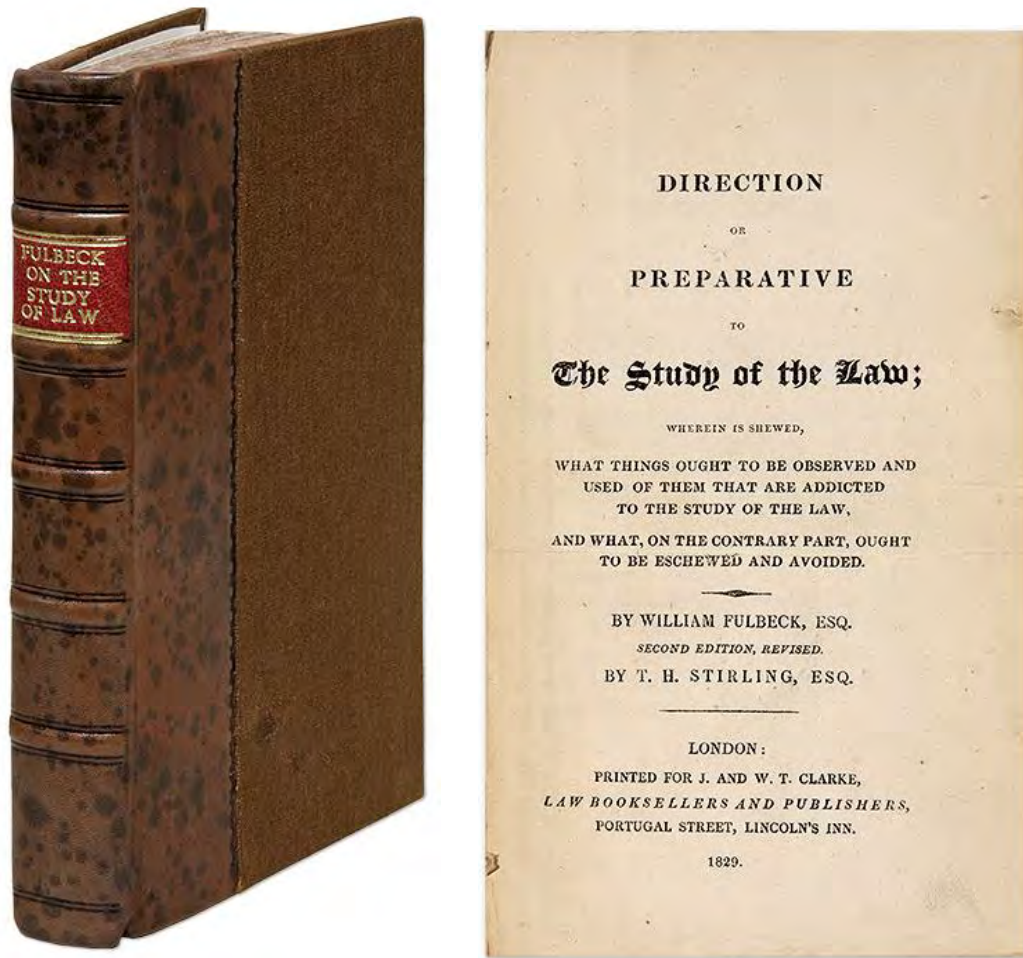 FULBECK
ON THE
STUDY
OF LAW
DIRECTION
OR
PREPARATIVE
TO
The Study of the Law;
WHEREIN IS SHEWED,
WHAT THINGS OUGHT TO BE OBSERVED AND
USED OF THEM THAT ARE ADDICTED
TO THE STUDY OF THE LAW,
AND WHAT, ON THE CONTRARY PART, OUGHT
TO BE ESCHEWED AND AVOIDED.
BY WILLIAM FULBECK, ESQ.
SECOND EDITION, REVISED.
BY T. H. STIRLING, ESQ.
LONDON:
PRINTED FOR J. AND W. T. CLARKE,
LAW BOOKSELLERS AND PUBLISHERS,
PORTUGAL STREET, LINCOLN'S INN.
1829.